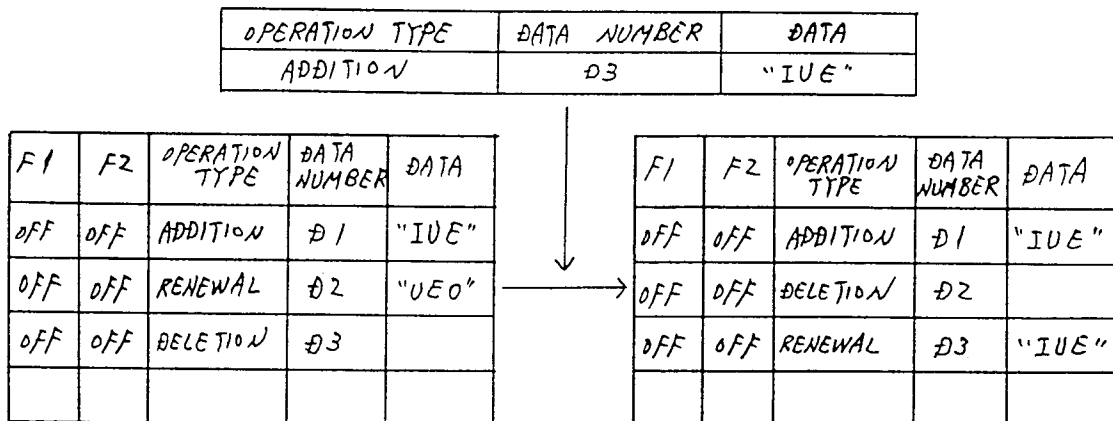 OPERATION TYPE DATA NUMBER DATA
ADDITION D3 "IUE"
F1 F2 OPERATION TYPE DATA NUMBER DATA
OFF OFF ADDITION D1 "IUE"
OFF OFF RENEWAL D2 "UEO"
OFF OFF DELETION D3
F1 F2 OPERATION TYPE DATA NUMBER DATA
OFF OFF ADDITION D1 "IUE"
OFF OFF DELETION D2
OFF OFF RENEWAL D3 "IUE"